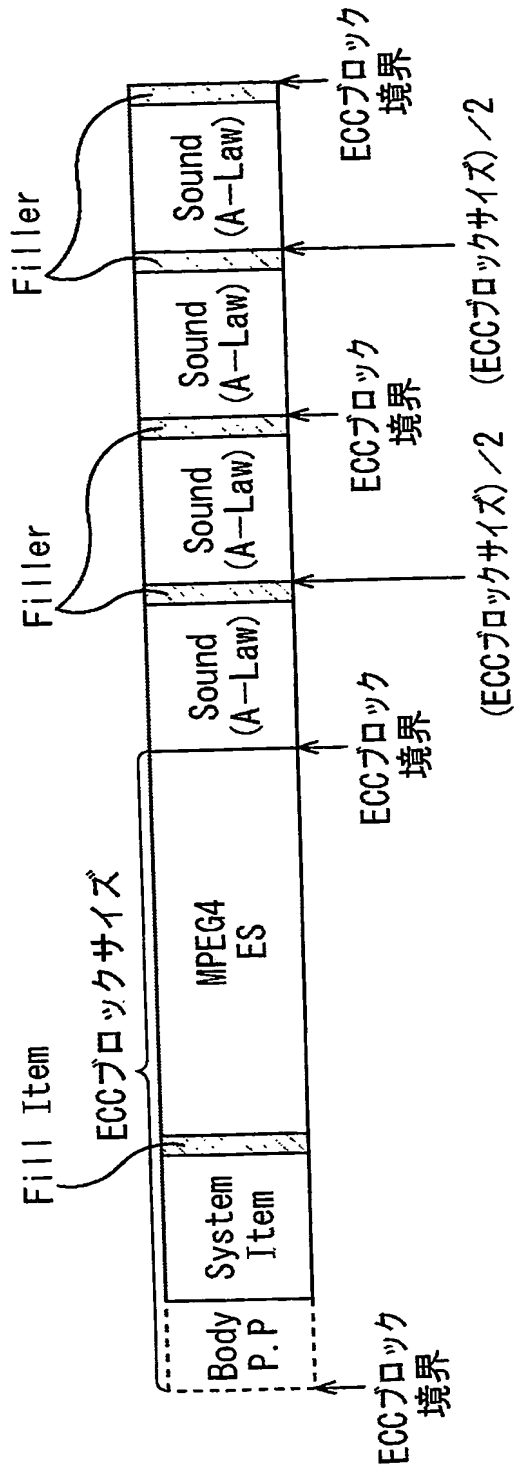 Fill Item
Filler
Filler
ECCブロックサイズ
Body
P.P
System
Item
MPEG4
ES
Sound
(A-Law)
Sound
(A-Law)
Sound
(A-Law)
Sound
(A-Law)
ECCブロック
境界
ECCブロック
境界
(ECCブロックサイズ)/2
ECCブロック
境界
(ECCブロックサイズ)/2
ECCブロック
境界